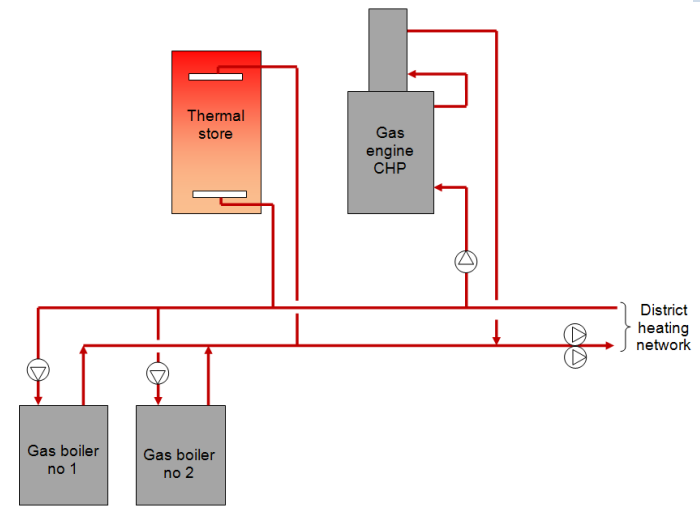 Thermal
store
Gas
engine
CHP
District
heating
network
Gas boiler
no 1
Gas boiler
no 2